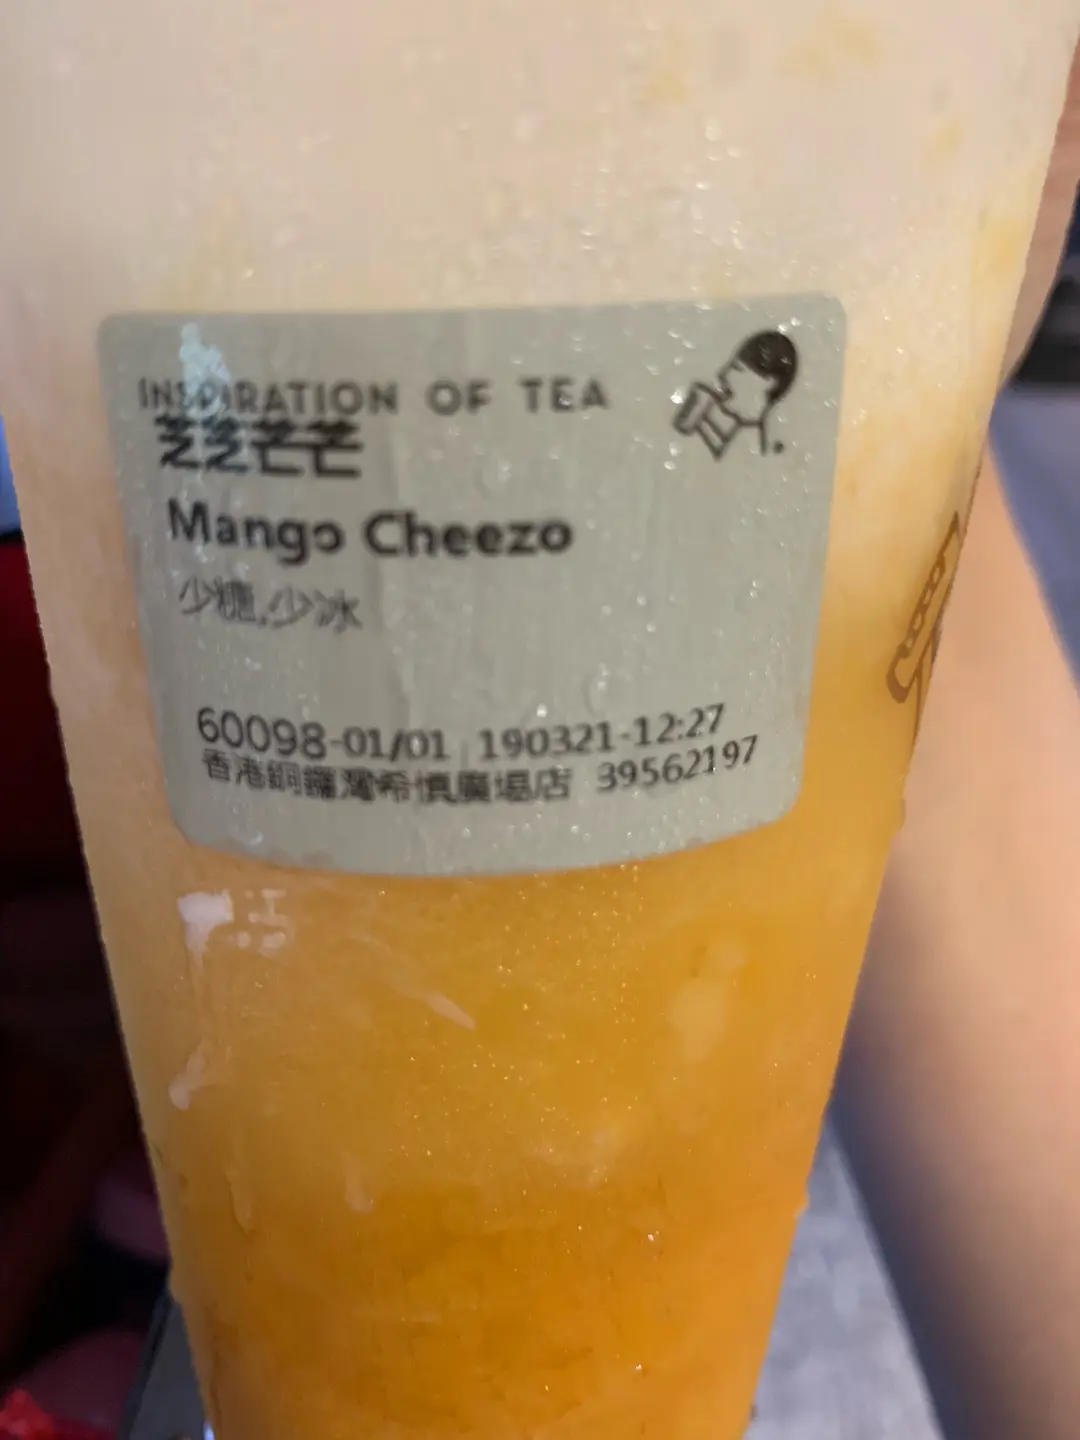 INSPIRATION OF TEA
芝芝芒芒
Mango Cheezo
少糖,少冰
60098-01/01 190321-12:27
香港銅鑼灣希慎廣場店 39562197